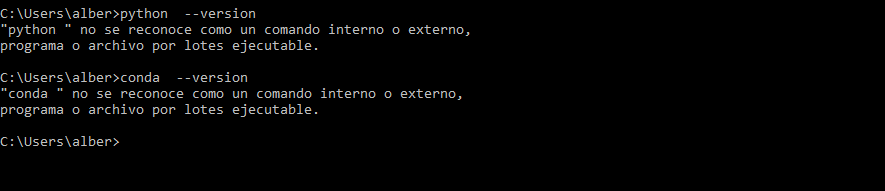 C:\Users\alber>python  --version
"python " no se reconoce como un comando interno o externo,
programa o archivo por lotes ejecutable.
C:\Users\alber>conda  --version
"conda " no se reconoce como un comando interno o externo,
programa o archivo por lotes ejecutable.
C:\Users\alber>